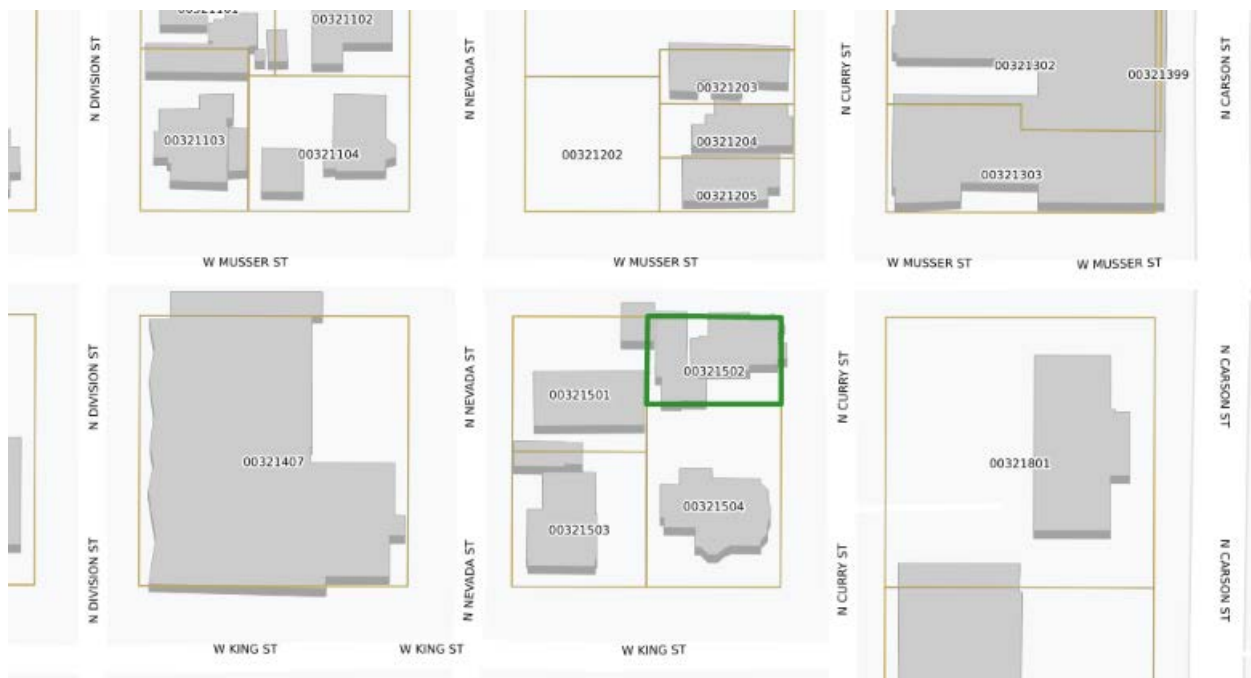 00321101
00321102
N DIVISION ST
N NEVADA ST
N CURRY ST
00321302
00321399
N CARSON ST
00321203
00321103
00321104
00321202
00321204
00321303
00321205
W MUSSER ST
W MUSSER ST
W MUSSER ST
W MUSSER ST
N DIVISION ST
N NEVADA ST
N CURRY ST
N CARSON ST
00321502
00321501
00321407
00321801
00321504
00321503
N DIVISION ST
N NEVADA ST
N CURRY ST
N CARSON ST
W KING ST
W KING ST
W KING ST